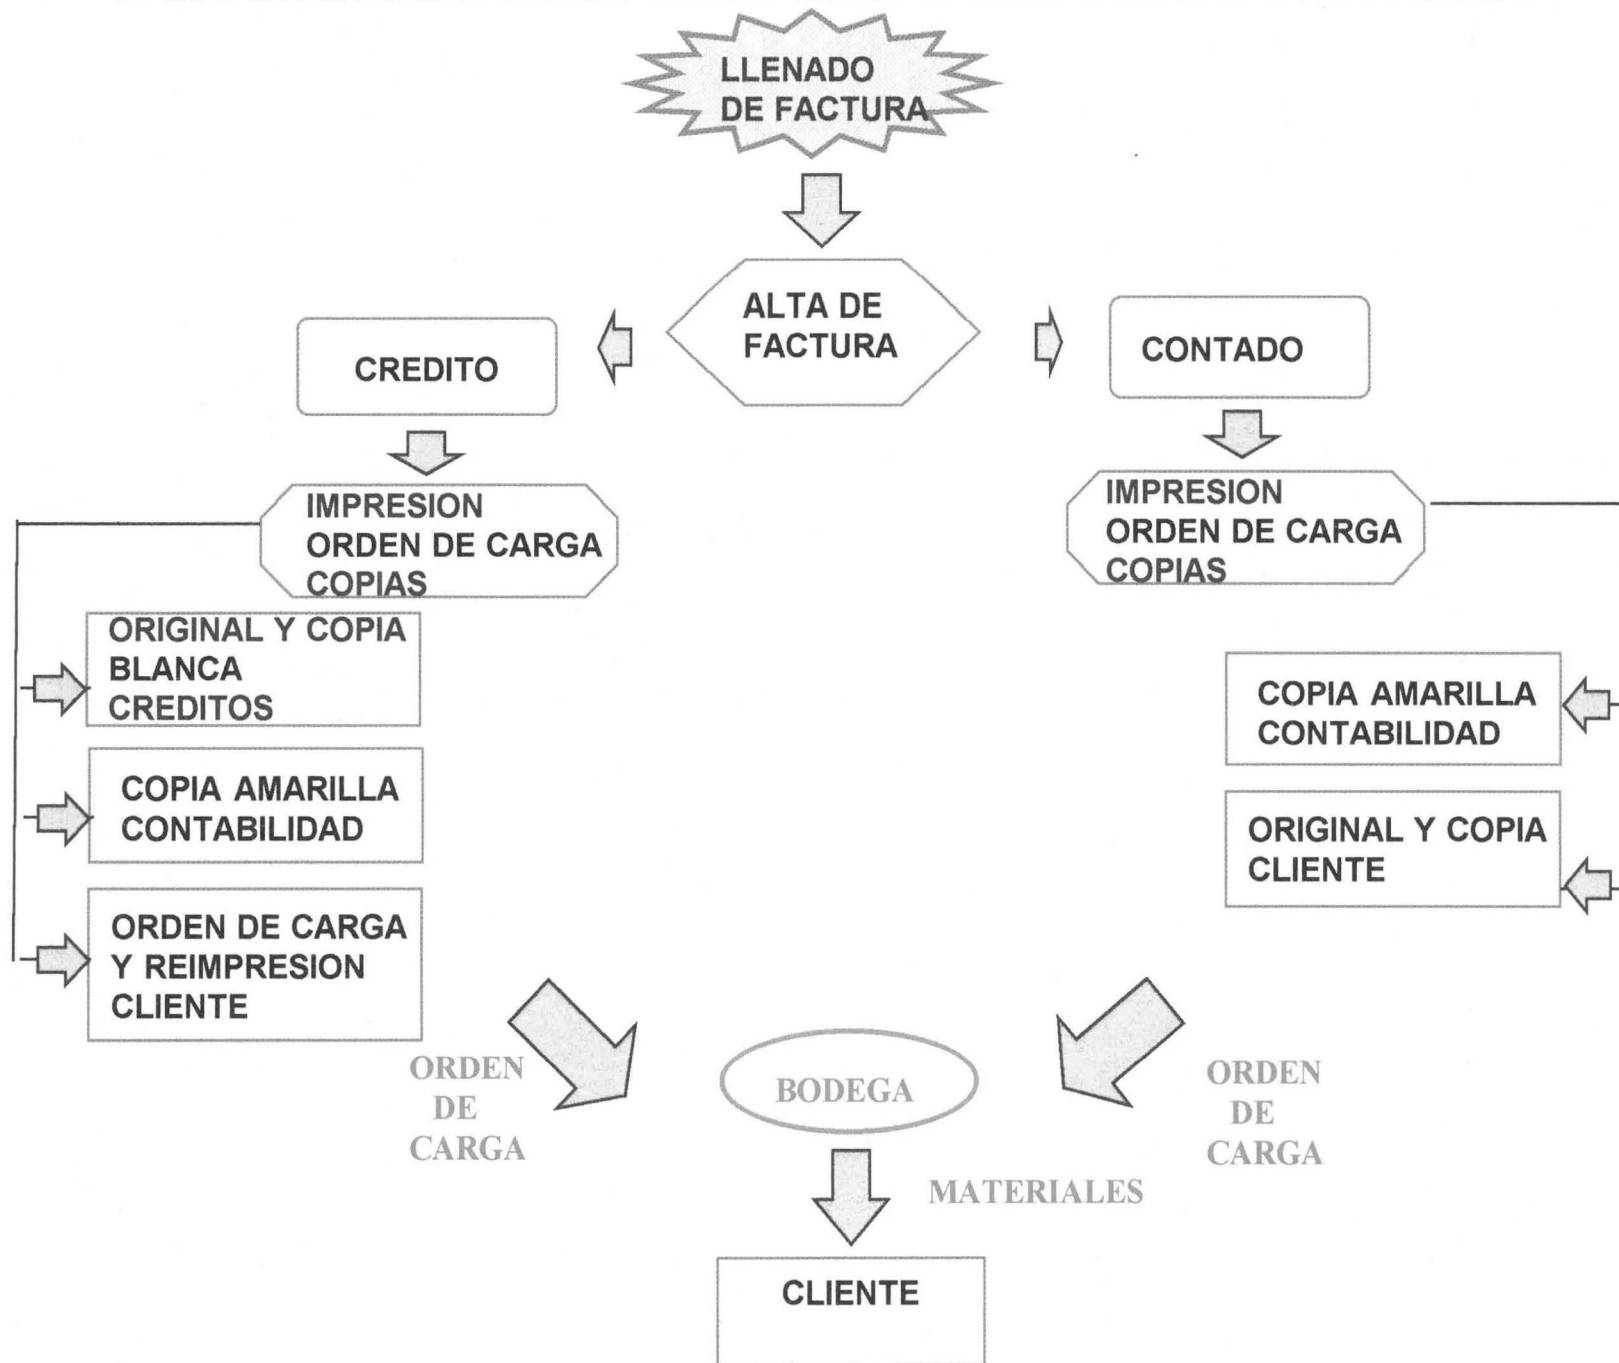 LLENADO
DE FACTURA
ALTA DE
FACTURA
CREDITO
CONTADO
IMPRESION
ORDEN DE CARGA
COPIAS
IMPRESION
ORDEN DE CARGA
COPIAS
ORIGINAL Y COPIA
BLANCA
CREDITOS
COPIA AMARILLA
CONTABILIDAD
ORDEN DE CARGA
Y REIMPRESION
CLIENTE
COPIA AMARILLA
CONTABILIDAD
ORIGINAL Y COPIA
CLIENTE
ORDEN
DE
CARGA
BODEGA
ORDEN
DE
CARGA
MATERIALES
CLIENTE